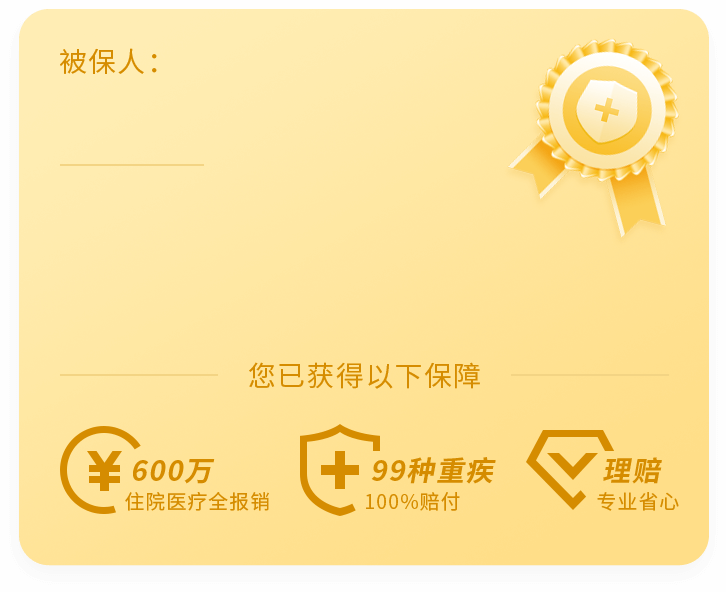 被保人：
您已获得以下保障
600万
住院医疗全报销
99种重疾
100%赔付
理赔
专业省心